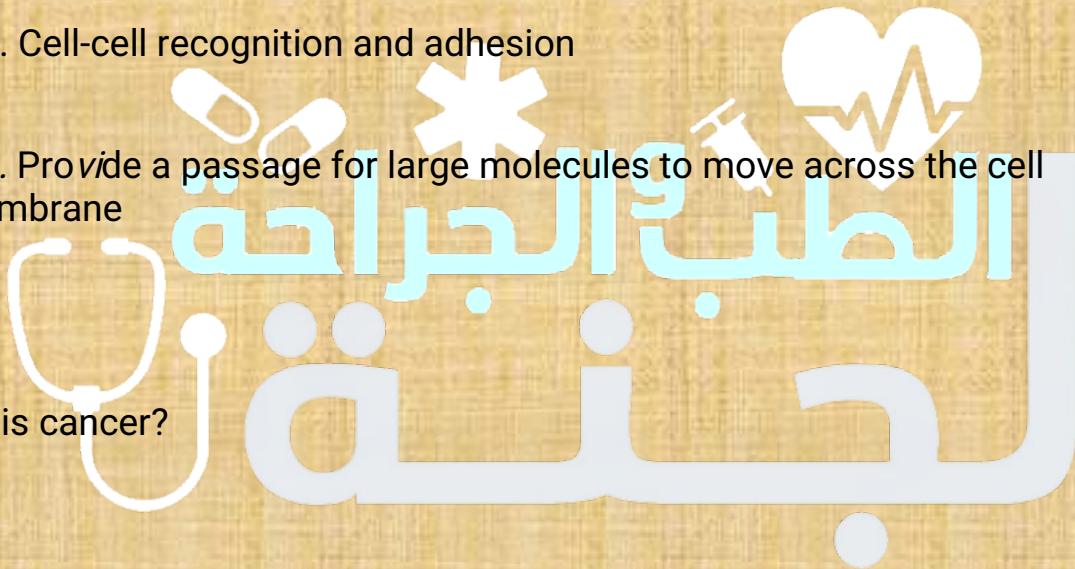 . Cell-cell recognition and adhesion
. Provide a passage for large molecules to move across the cell
mbrane
الطب و الجراحة
لجنة
is cancer?